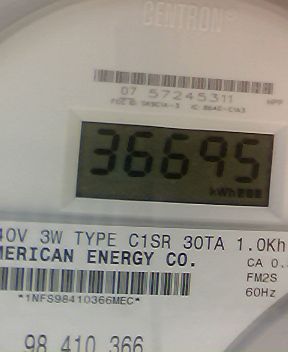 CENTRON®
07 57245311
36695
kWh
40V 3W TYPE C1SR 30TA 1.0Kh
MERICAN ENERGY CO.
CA 0.
FM2S
*1NFS98410366MEC*
60Hz
98 410 366